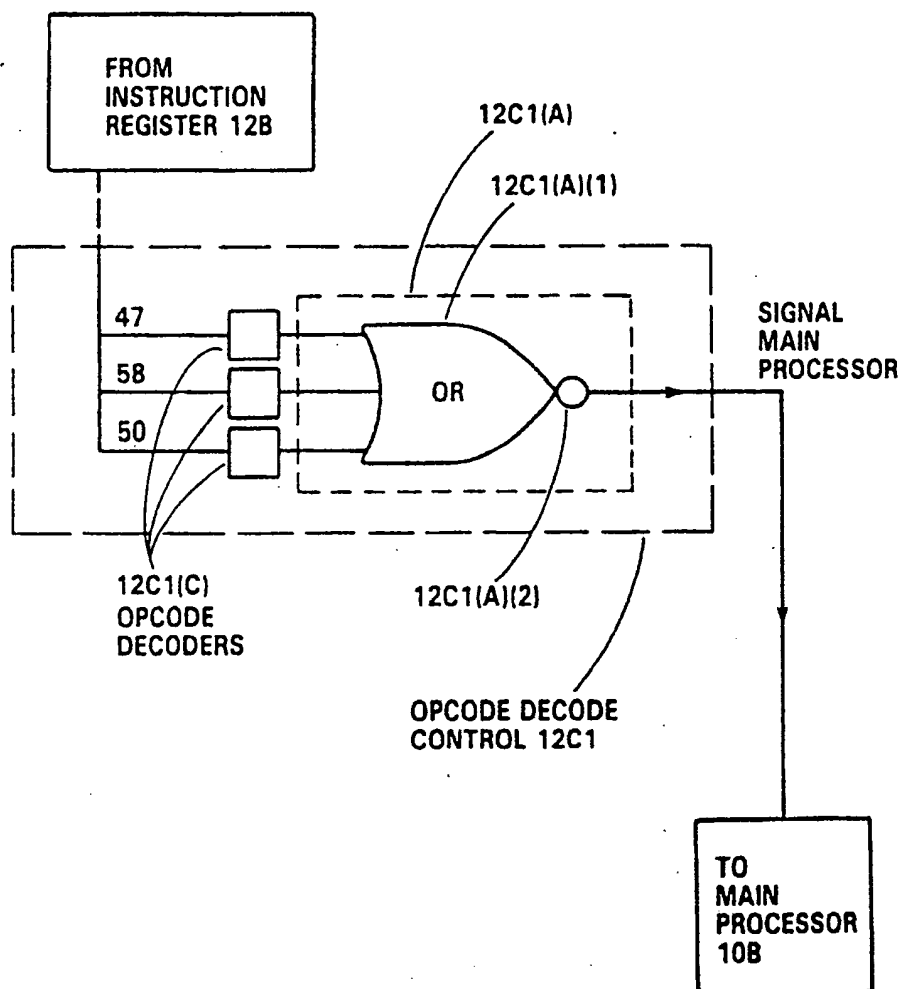 FROM
INSTRUCTION
REGISTER 12B
12C1(A)
12C1(A)(1)
47
58
50
OR
SIGNAL
MAIN
PROCESSOR
12C1(C)
OPCODE
DECODERS
12C1(A)(2)
OPCODE DECODE
CONTROL 12C1
TO
MAIN
PROCESSOR
10B